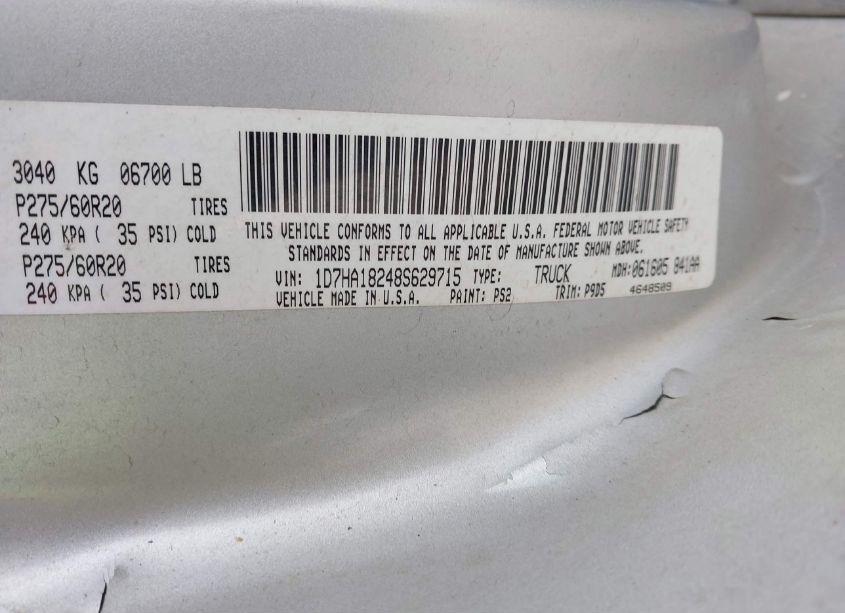 3040 KG 06700 LB
P275/60R20 TIRES
240 KPA ( 35 PSI) COLD
P275/60R20 TIRES
240 KPA ( 35 PSI) COLD
THIS VEHICLE CONFORMS TO ALL APPLICABLE U.S.A. FEDERAL MOTOR VEHICLE SAFETY
STANDARDS IN EFFECT ON THE DATE OF MANUFACTURE SHOWN ABOVE.
VIN: 1D7HA18248S629715 TYPE: TRUCK MDH:061605 841AA
VEHICLE MADE IN U.S.A. PAINT: PS2 TRIM: P9D5 4648509